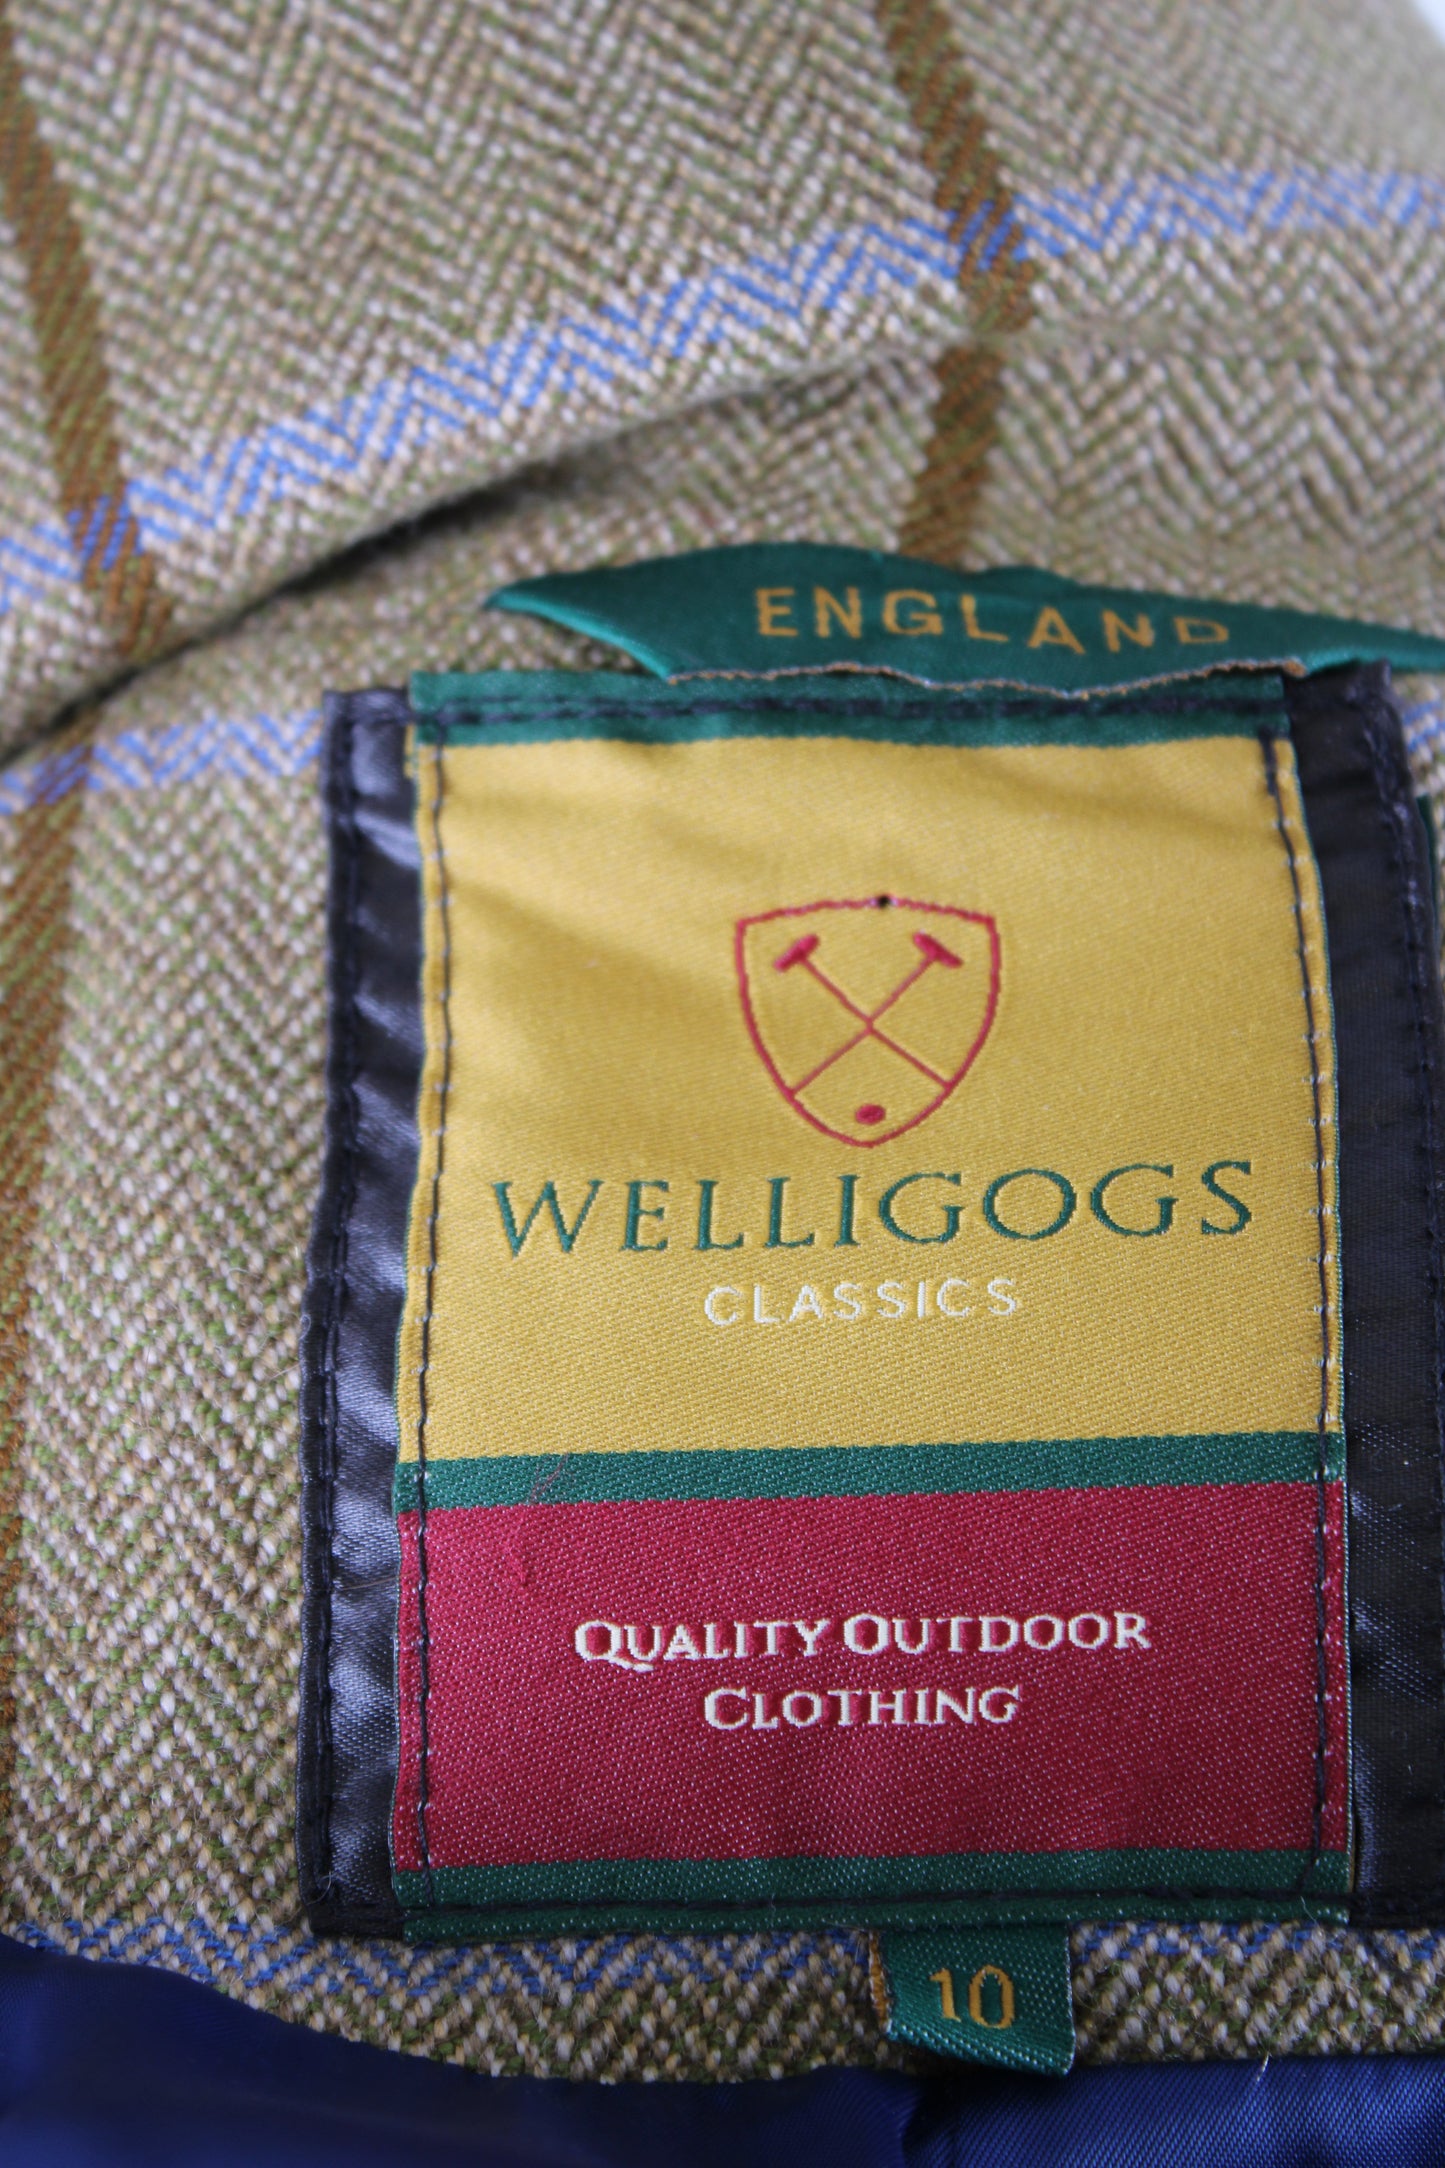 ENGLAND
WELLIGOGS
CLASSICS
QUALITY OUTDOOR
CLOTHING
10